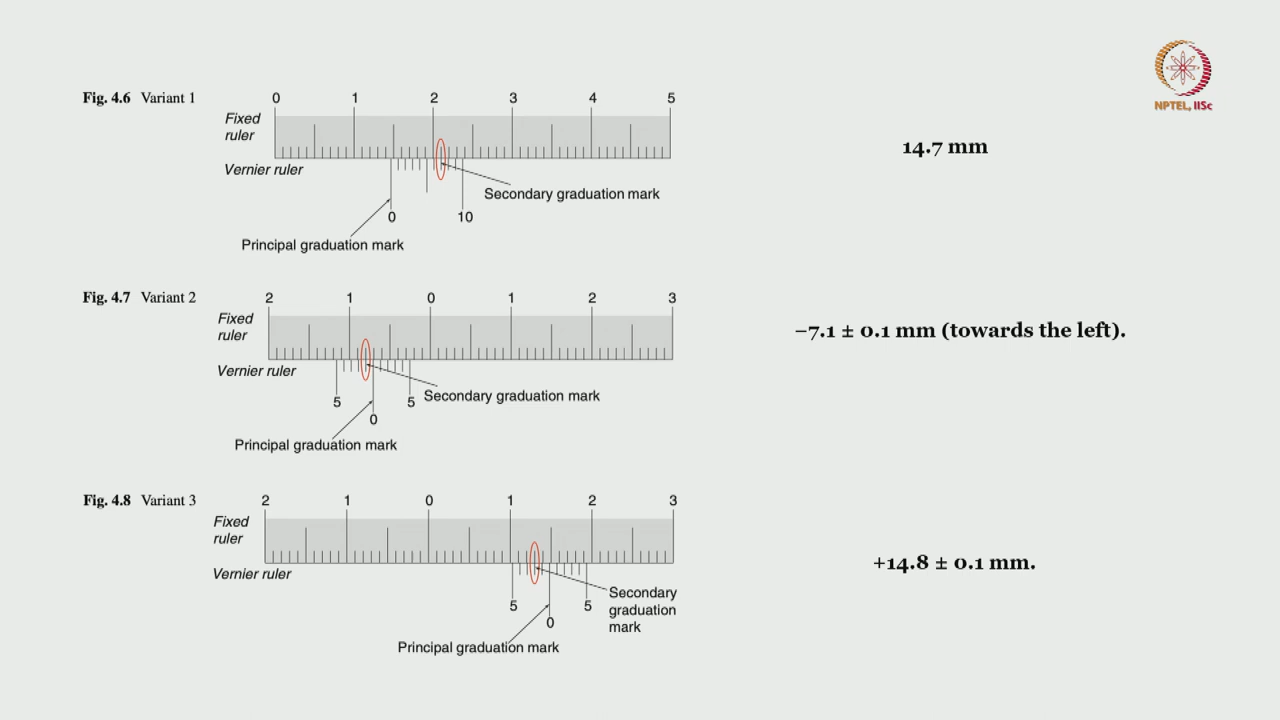 Fig. 4.6 Variant 1
0 1 2 3 4 5
Fixed
ruler
Vernier ruler
Secondary graduation mark
0 10
Principal graduation mark
14.7 mm
NPTEL, IISc
Fig. 4.7 Variant 2
2 1 0 1 2 3
Fixed
ruler
Vernier ruler
Secondary graduation mark
5 5
0
Principal graduation mark
–7.1 ± 0.1 mm (towards the left).
Fig. 4.8 Variant 3
2 1 0 1 2 3
Fixed
ruler
Vernier ruler
Secondary
graduation
mark
5 5
0
Principal graduation mark
+14.8 ± 0.1 mm.